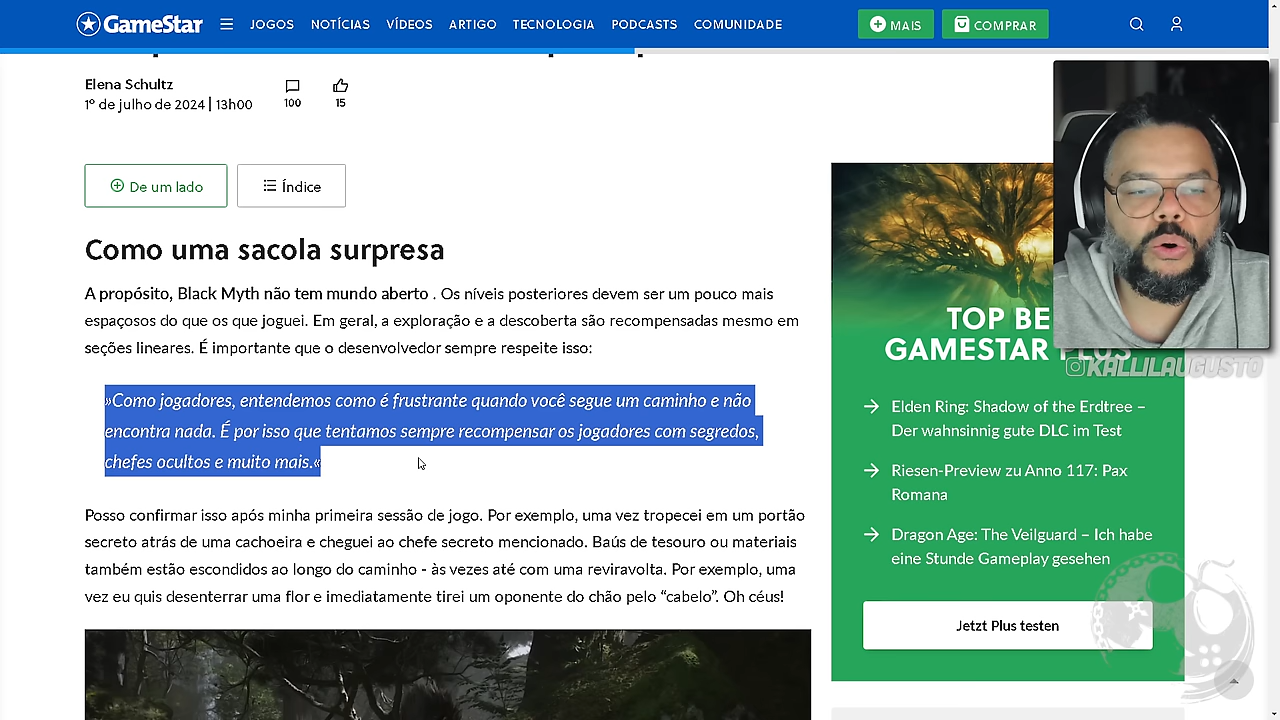 GameStar
JOGOS NOTÍCIAS VÍDEOS ARTIGO TECNOLOGIA PODCASTS COMUNIDADE
MAIS COMPRAR
Elena Schultz
1º de julho de 2024 | 13h00
100 15
De um lado Índice
Como uma sacola surpresa
A propósito, Black Myth não tem mundo aberto . Os níveis posteriores devem ser um pouco mais
espaçosos do que os que joguei. Em geral, a exploração e a descoberta são recompensadas mesmo em
seções lineares. É importante que o desenvolvedor sempre respeite isso:
»Como jogadores, entendemos como é frustrante quando você segue um caminho e não
encontra nada. É por isso que tentamos sempre recompensar os jogadores com segredos,
chefes ocultos e muito mais.«
Posso confirmar isso após minha primeira sessão de jogo. Por exemplo, uma vez tropecei em um portão
secreto atrás de uma cachoeira e cheguei ao chefe secreto mencionado. Baús de tesouro ou materiais
também estão escondidos ao longo do caminho - às vezes até com uma reviravolta. Por exemplo, uma
vez eu quis desenterrar uma flor e imediatamente tirei um oponente do chão pelo “cabelo”. Oh céus!
TOP BE
GAMESTAR PLUS
@KALLILAUGUSTO
Elden Ring: Shadow of the Erdtree –
Der wahnsinnig gute DLC im Test
Riesen-Preview zu Anno 117: Pax
Romana
Dragon Age: The Veilguard – Ich habe
eine Stunde Gameplay gesehen
Jetzt Plus testen